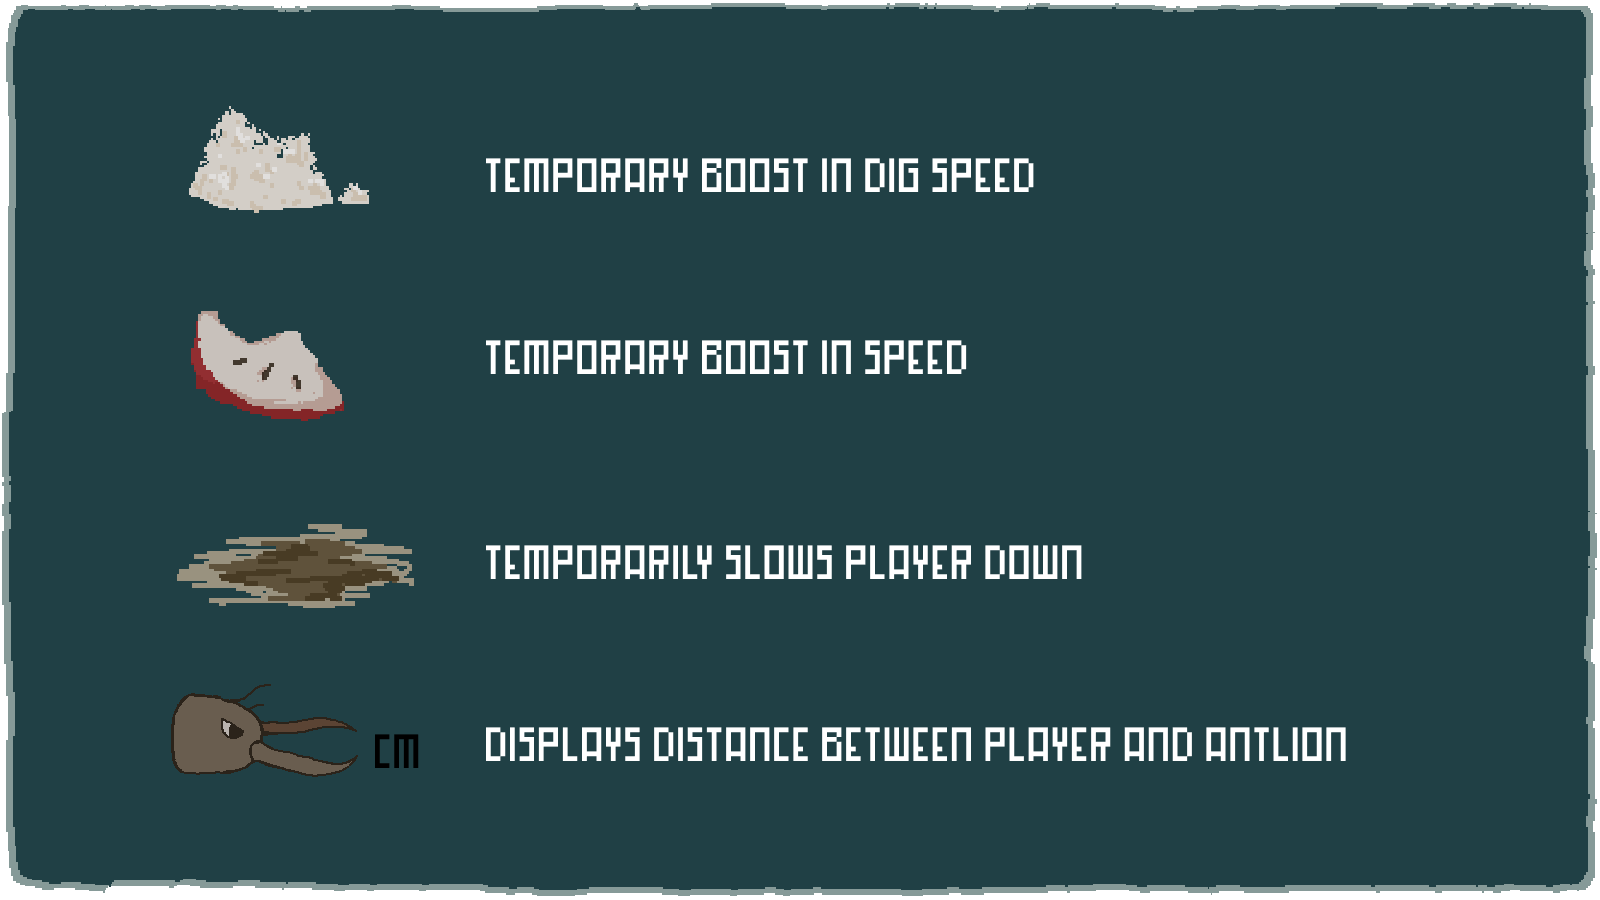 TEMPORARY BOOST IN DIG SPEED
TEMPORARY BOOST IN SPEED
TEMPORARILY SLOWS PLAYER DOWN
CM DISPLAYS DISTANCE BETWEEN PLAYER AND ANTLION